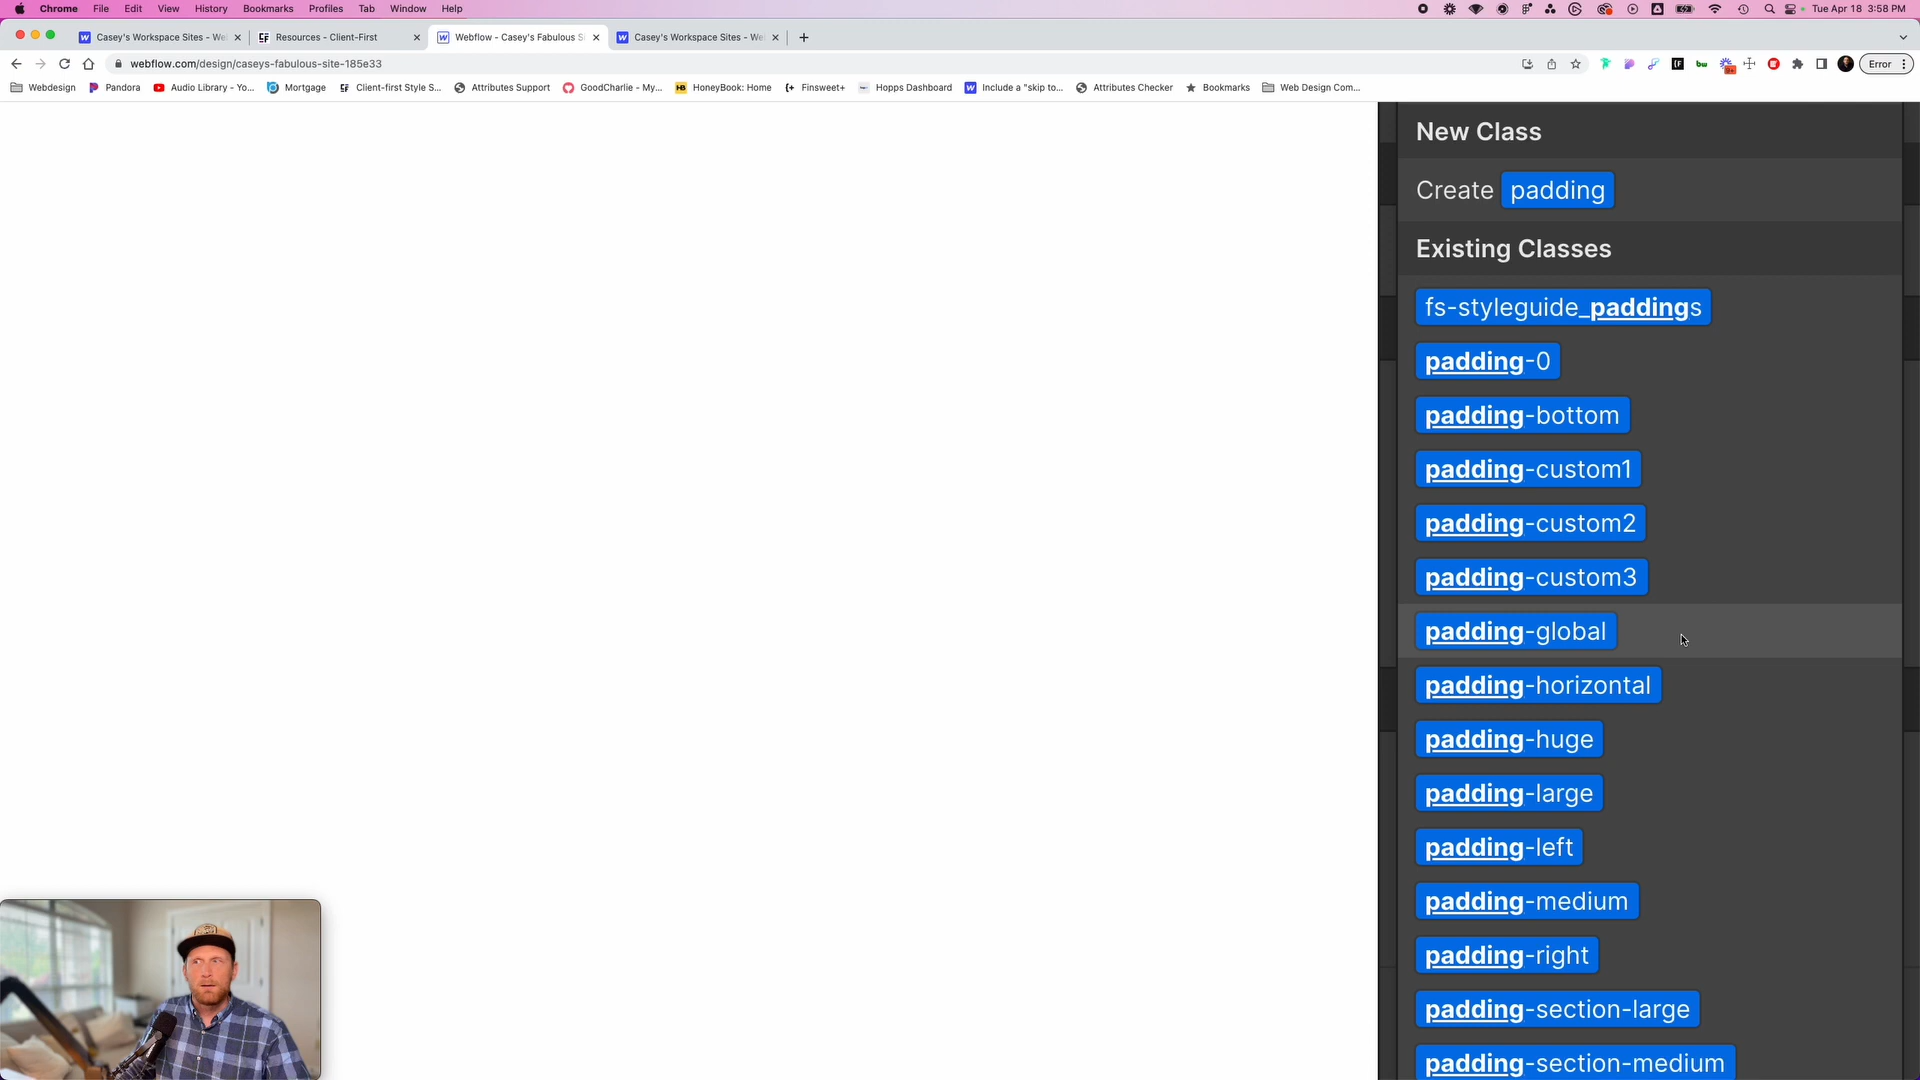 Chrome File Edit View History Bookmarks Profiles Tab Window Help Tue Apr 18 3:58 PM
Casey's Workspace Sites - We Resources - Client-First Webflow - Casey's Fabulous S Casey's Workspace Sites - We
webflow.com/design/caseys-fabulous-site-185e33 Error
Webdesign Pandora Audio Library - Yo... Mortgage Client-first Style S... Attributes Support GoodCharlie - My... HoneyBook: Home Finsweet+ Hopps Dashboard Include a "skip to... Attributes Checker Bookmarks Web Design Com...
New Class
Create padding
Existing Classes
fs-styleguide_paddings
padding-0
padding-bottom
padding-custom1
padding-custom2
padding-custom3
padding-global
padding-horizontal
padding-huge
padding-large
padding-left
padding-medium
padding-right
padding-section-large
padding-section-medium